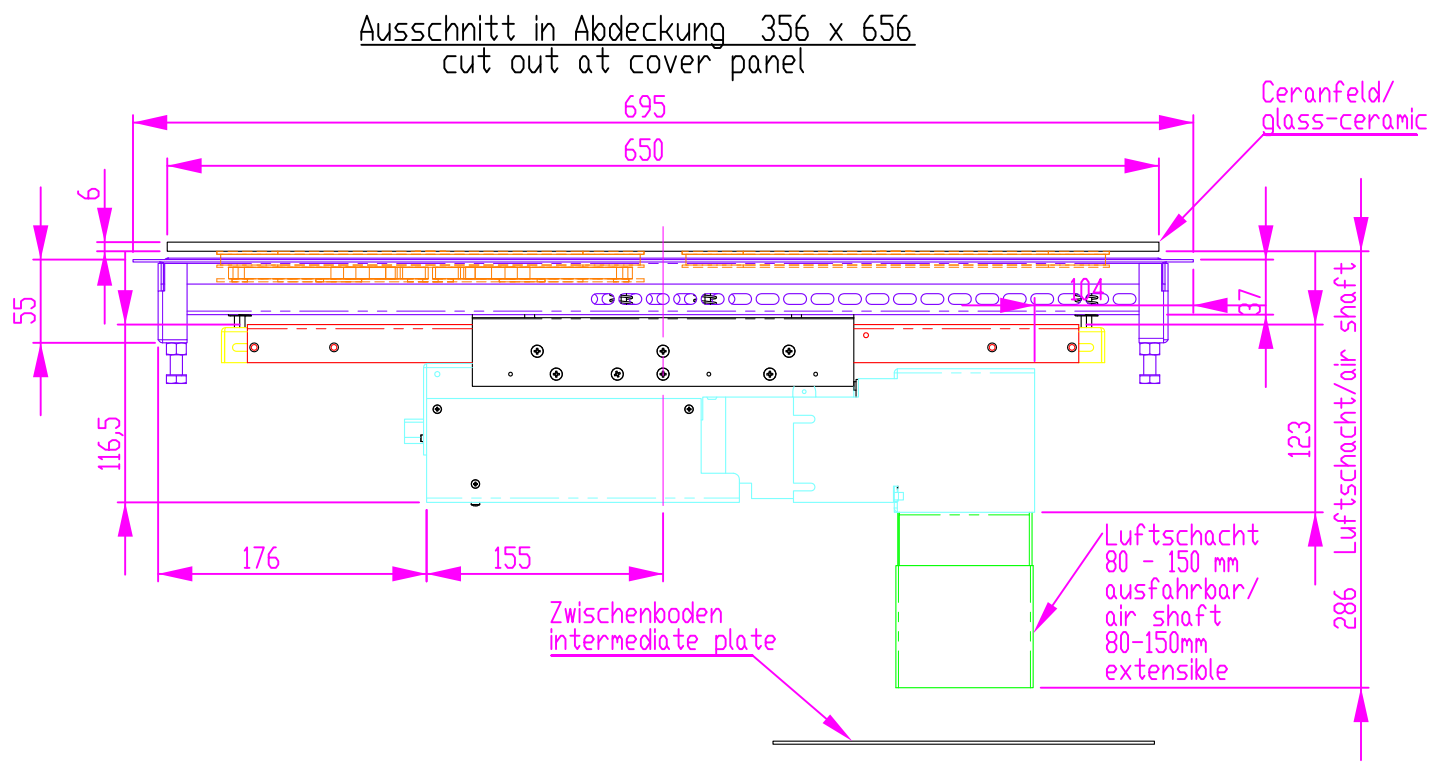 Ausschnitt in Abdeckung 356 x 656
cut out at cover panel
695
Ceranfeld/
glass-ceramic
650
6
55
104
37
116,5
123
286 Luftschacht/air shaft
176
155
Luftschacht
80 - 150 mm
ausfahrbar/
air shaft
80-150mm
extensible
Zwischenboden
intermediate plate